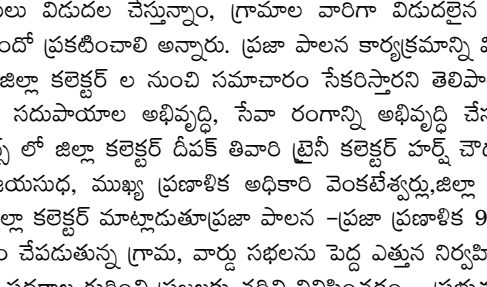 లు విడుదల చేస్తున్నాం, గ్రామాల వారిగా విడుదలైన
ందో ప్రకటించాలి అన్నారు. ప్రజా పాలన కార్యక్రమాన్ని
జిల్లా కలెక్టర్ ల నుంచి సమాచారం సేకరిస్తారని తెలిపా
సదుపాయాల అభివృద్ధి, సేవా రంగాన్ని అభివృద్ధి చేస
స్ లో జిల్లా కలెక్టర్ దీపక్ తివారి ట్రైనీ కలెక్టర్ హర్ష్ చౌద
జయసుధ, ముఖ్య ప్రణాళిక అధికారి వెంకటేశ్వర్లు,జిల్లా
ల్లా కలెక్టర్ మాట్లాడుతూప్రజా పాలన –ప్రజా ప్రణాళిక 9
ం చేపడుతున్న గ్రామ, వార్డు సభలను పెద్ద ఎత్తున నిర్వహి